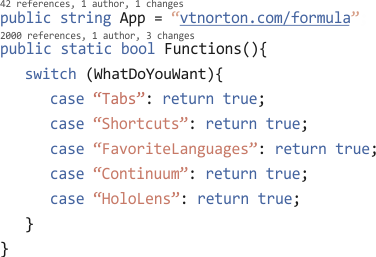 42 references, 1 author, 1 changes
public string App = “vtnorton.com/formula”
2000 references, 1 author, 3 changes
public static bool Functions(){
switch (WhatDoYouWant){
case “Tabs”: return true;
case “Shortcuts”: return true;
case “FavoriteLanguages”: return true;
case “Continuum”: return true;
case “HoloLens”: return true;
}
}